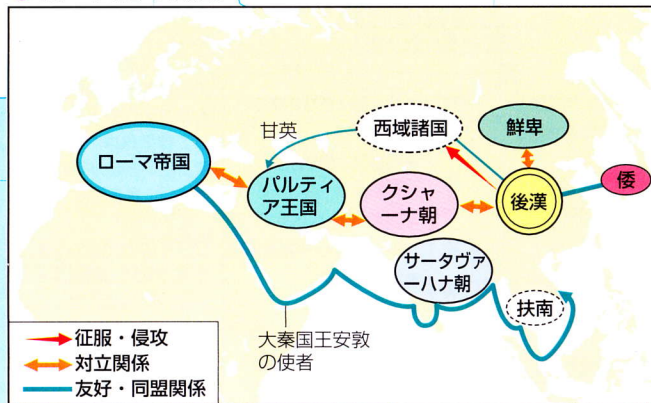 甘英
西域諸国
鮮卑
ローマ帝国
パルティ
ア王国
クシャ
ーナ朝
後漢
倭
サータヴァ
ーハナ朝
扶南
大秦国王安敦
の使者
征服・侵攻
対立関係
友好・同盟関係